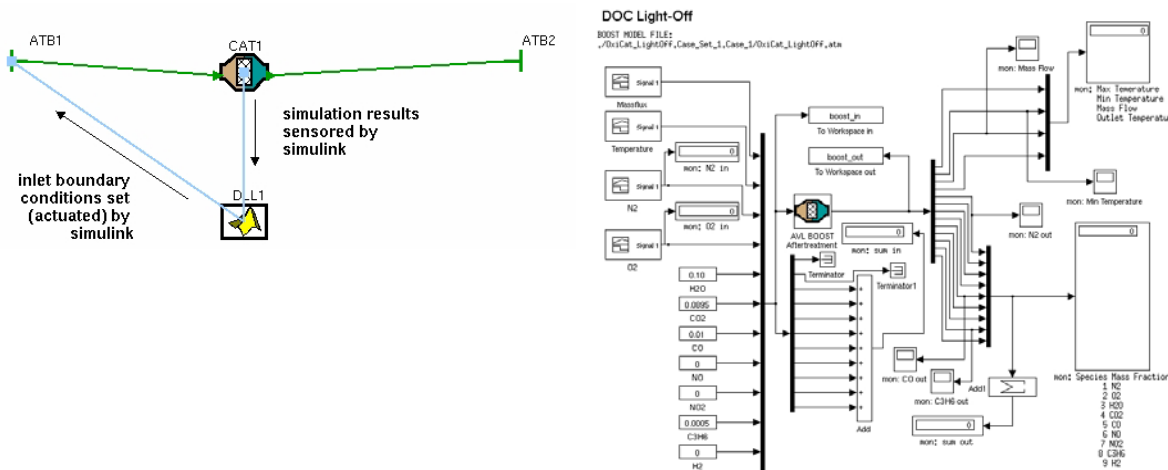 ATB1
CAT1
ATB2
simulation results
sensored by
simulink
inlet boundary
conditions set
(actuated) by
simulink
DLL1
DOC Light-Off
BOOST MODEL FILE:
./OxiCat_LightOff,Case_Set_1,Case_1/OxiCat_LightOff,atm
Signal 1
Massflux
Signal 1
Temperature
Signal 1
N2
Signal 1
O2
0
mon: N2 in
0
mon: O2 in
0.10
H2O
0.0895
CO2
0.01
CO
0
NO
0
NO2
0.0005
C3H6
0
H2
boost_in
To Workspace in
boost_out
To Workspace out
AVL BOOST
Aftertreatment
0
mon: sum in
Terminator
Terminator1
+
+
+
+
+
+
+
+
+
Add
mon: Mass Flow
0
mon: Max Temerature
Min Temperature
Mass Flow
Outlet Temperatu
mon: Min Temperature
mon: N2 out
mon: CO out
mon: C3H6 out
Add1
0
mon: sum out
0
mon: Species Mass Fraction
1 N2
2 O2
3 H2O
4 CO2
5 CO
6 NO
7 NO2
8 C3H6
9 H2